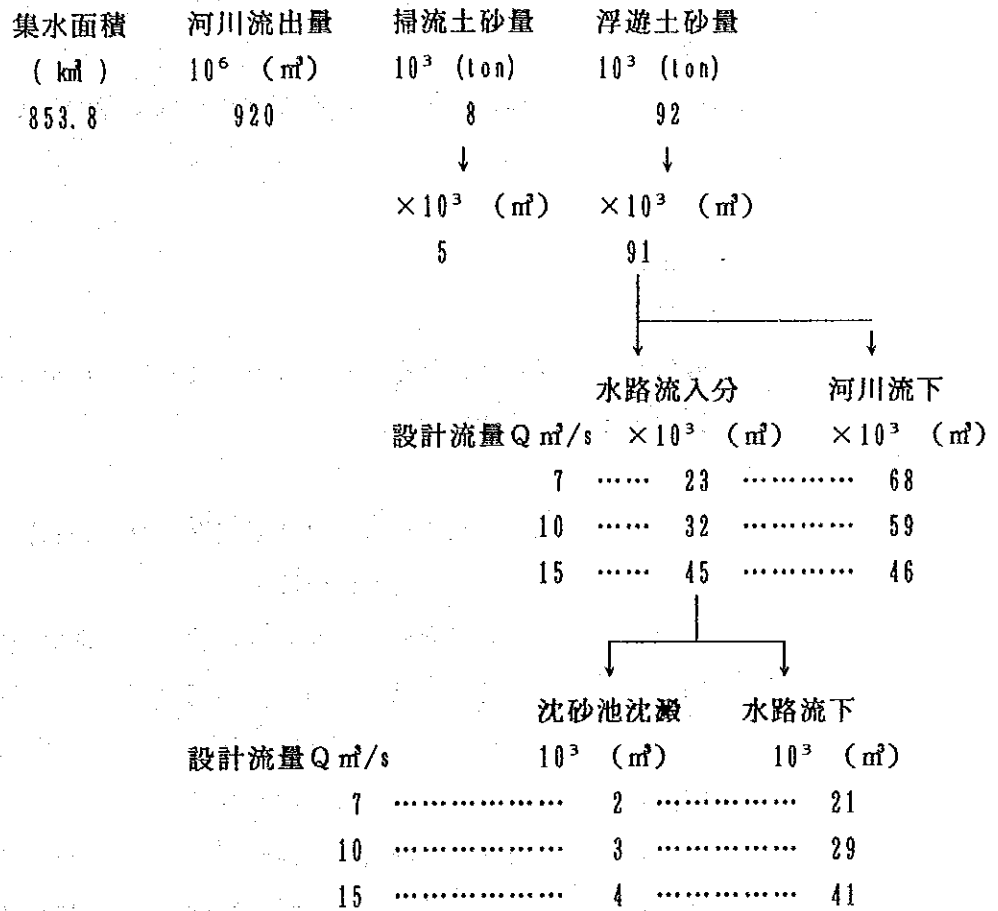 集水面積 河川流出量 掃流土砂量 浮遊土砂量
(㎢) 10⁶ (㎥) 10³ (ton) 10³ (ton)
853.8 920 8 92
↓ ↓
×10³ (㎥) ×10³ (㎥)
5 91
水路流入分 河川流下
設計流量Q㎥/s ×10³ (㎥) ×10³ (㎥)
7 …… 23 ………… 68
10 …… 32 ………… 59
15 …… 45 ………… 46
沈砂池沈澱 水路流下
設計流量Q㎥/s 10³ (㎥) 10³ (㎥)
7 ……………… 2 …………… 21
10 ……………… 3 …………… 29
15 ……………… 4 …………… 41